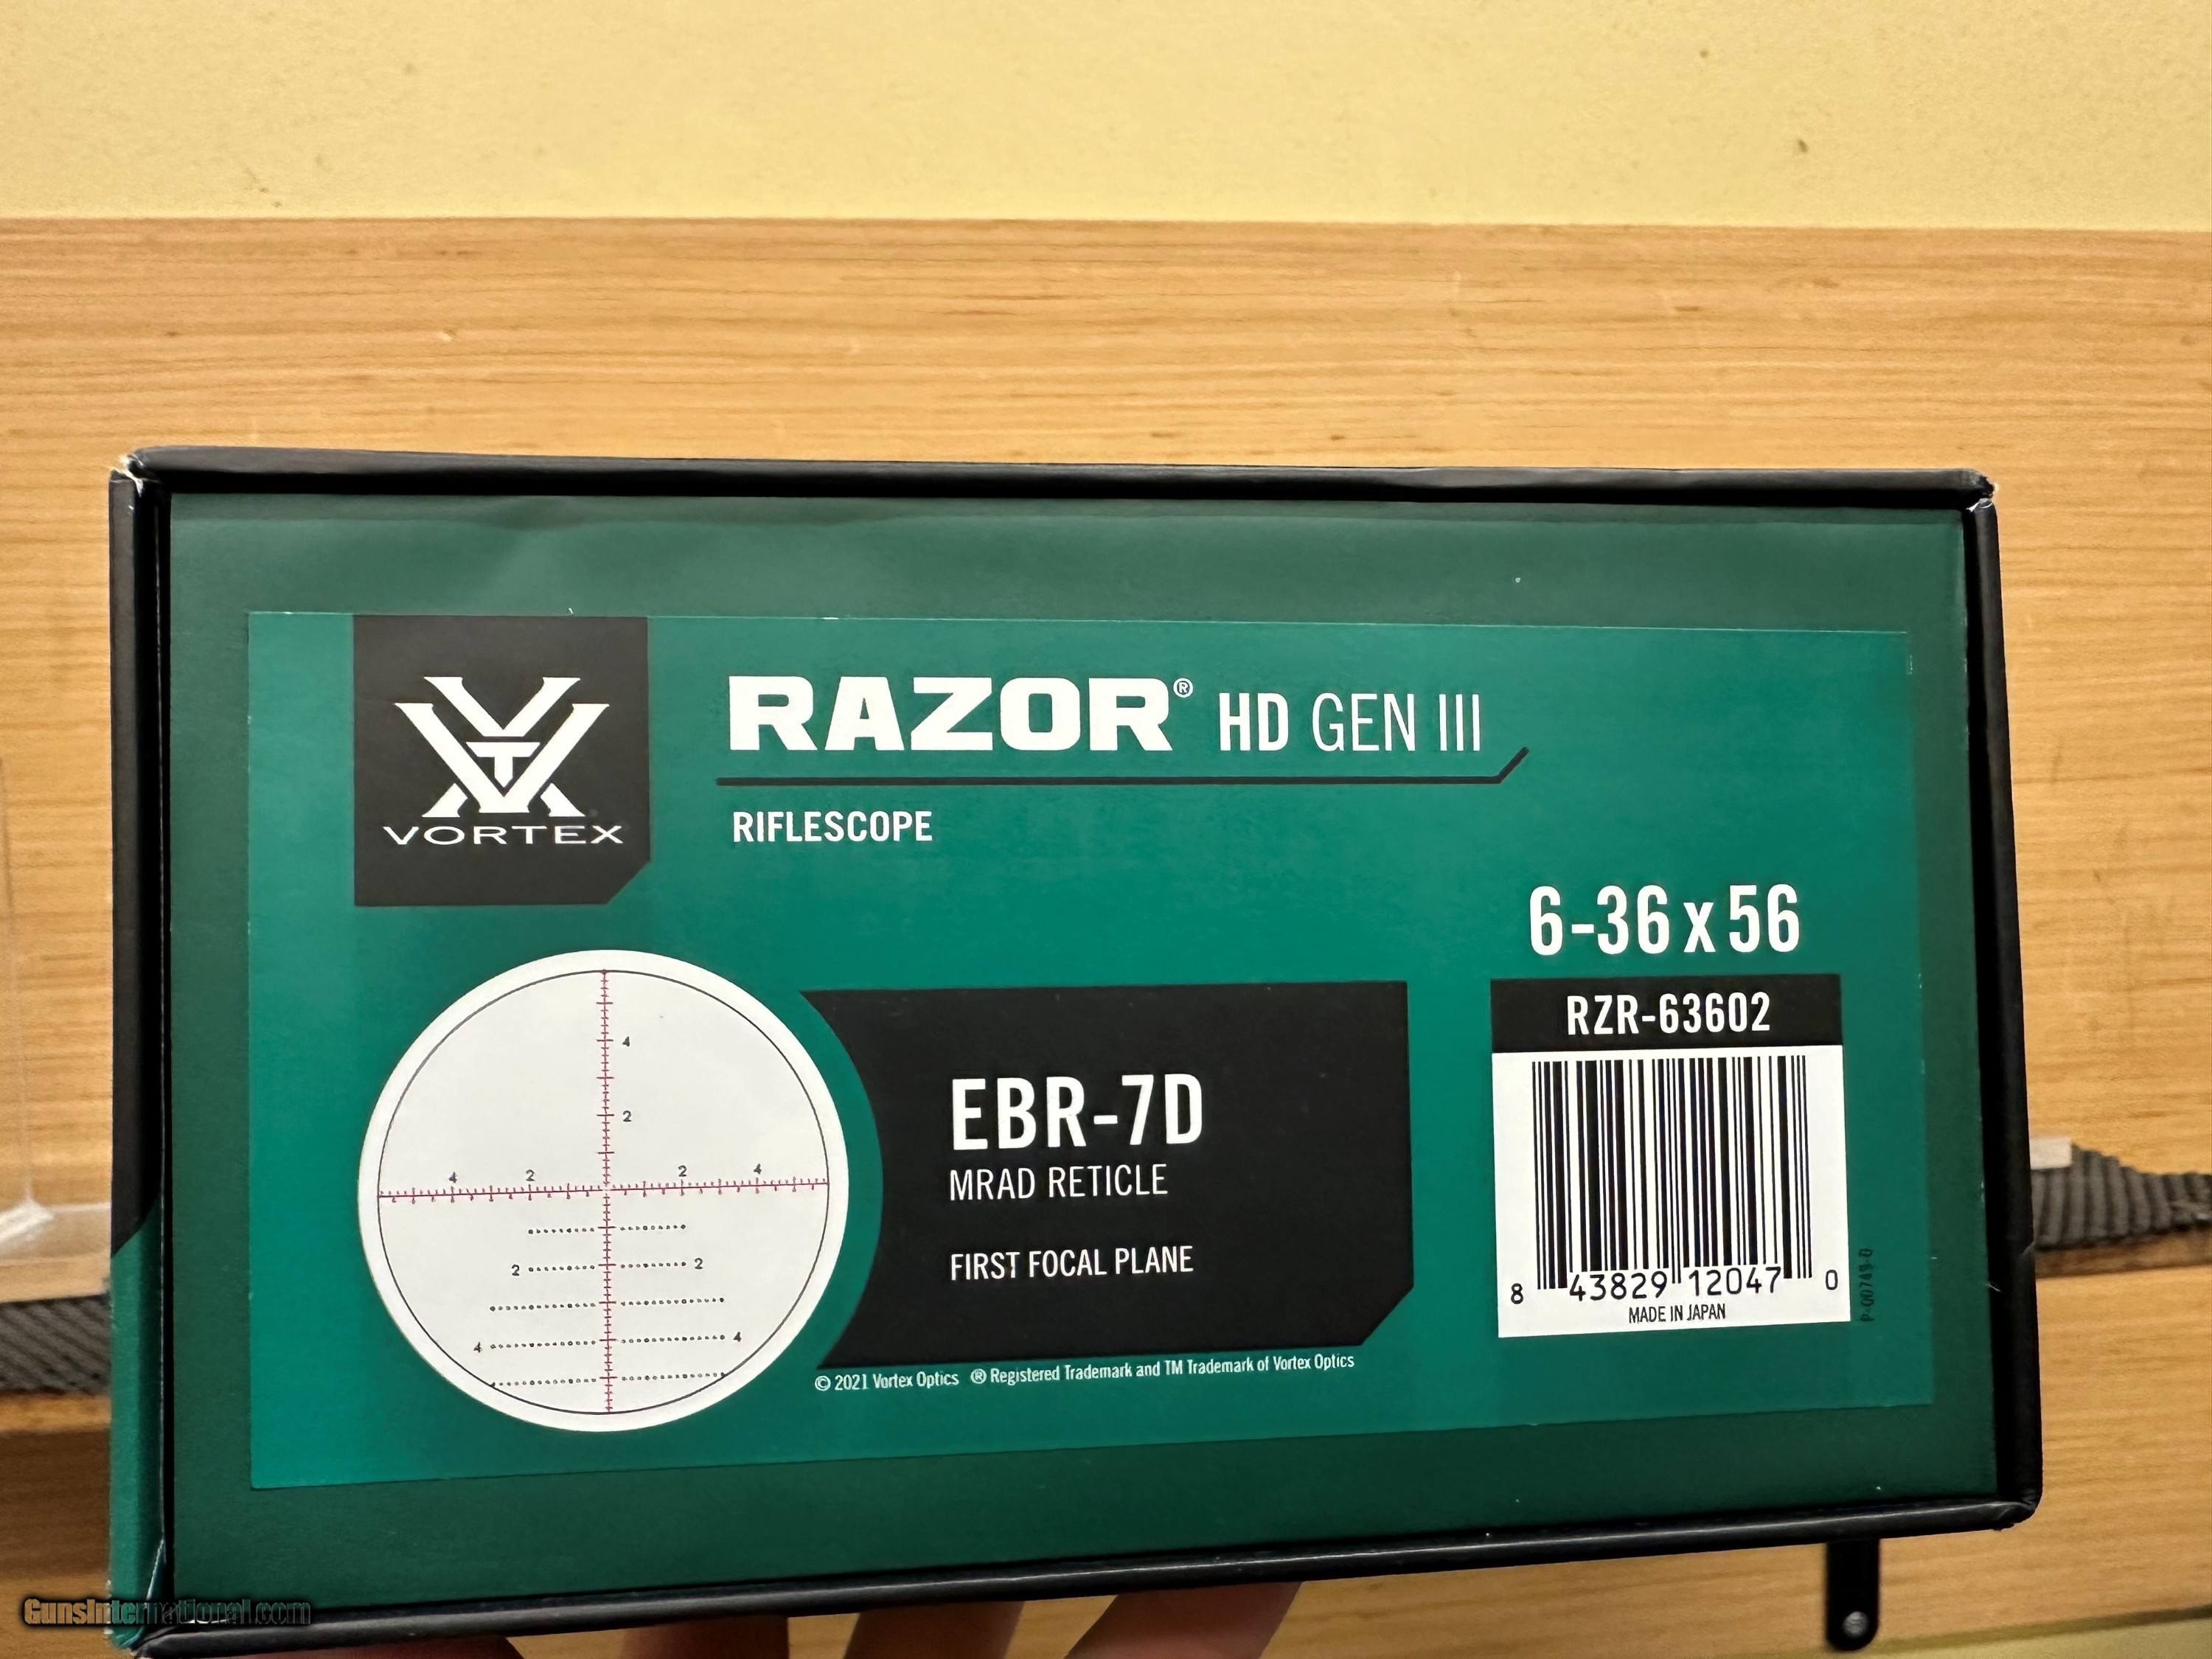 RAZOR® HD GEN III
VORTEX
RIFLESCOPE
6-36x56
RZR-63602
EBR-7D
MRAD RETICLE
FIRST FOCAL PLANE
4
2
4 2 2 4
2 2
4 4
8 43829 12047 0
MADE IN JAPAN
P-00749-0
© 2021 Vortex Optics ® Registered Trademark and TM Trademark of Vortex Optics
GunsInternational.com